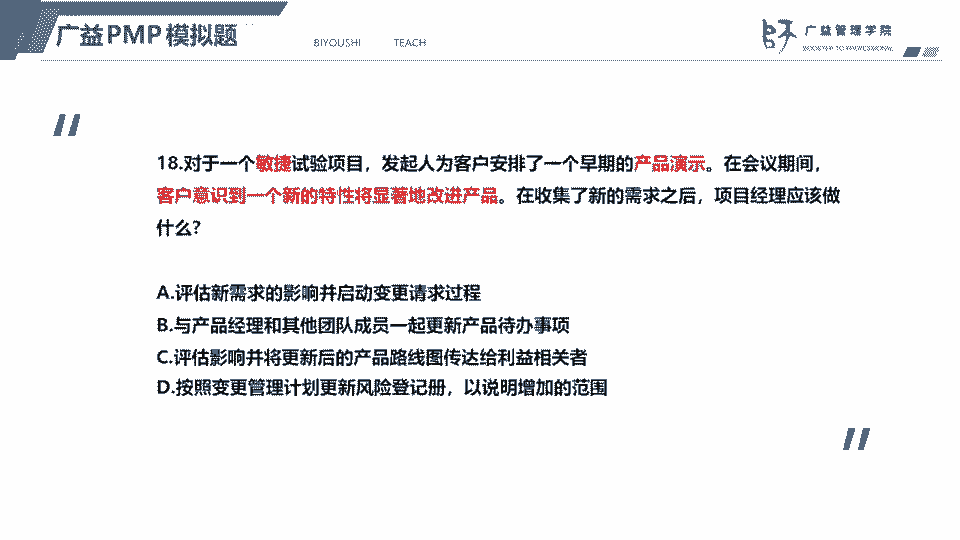 广益PMP模拟题
BIYOUSHI TEACH
广益管理学院
18.对于一个敏捷试验项目，发起人为客户安排了一个早期的产品演示。在会议期间，
客户意识到一个新的特性将显著地改进产品。在收集了新的需求之后，项目经理应该做
什么?
A.评估新需求的影响并启动变更请求过程
B.与产品经理和其他团队成员一起更新产品待办事项
C.评估影响并将更新后的产品路线图传达给利益相关者
D.按照变更管理计划更新风险登记册，以说明增加的范围